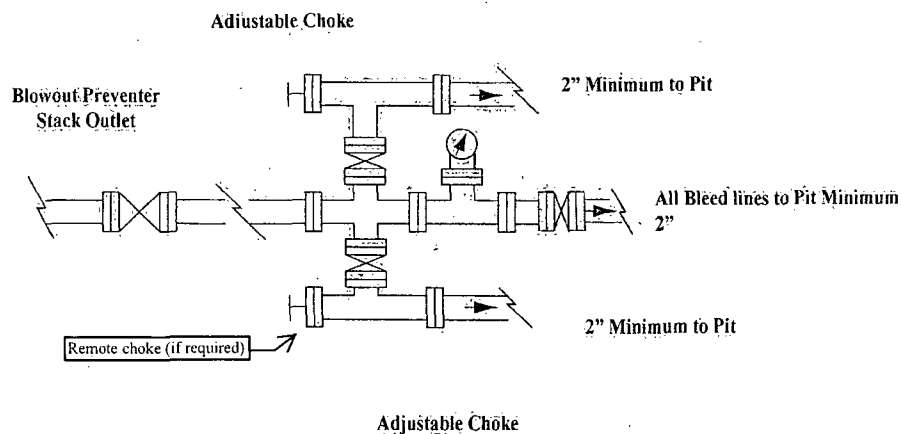 Adjustable Choke
2” Minimum to Pit
Blowout Preventer
Stack Outlet
All Bleed lines to Pit Minimum
2”
2” Minimum to Pit
Remote choke (if required)
Adjustable Choke